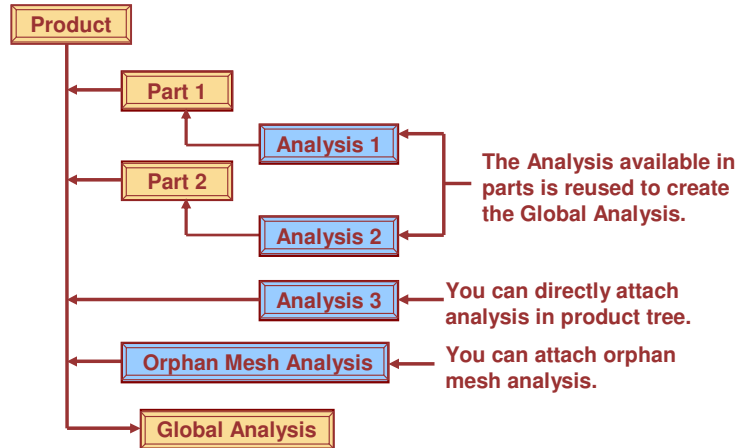 Product
Part 1
Analysis 1
Part 2
Analysis 2
The Analysis available in
parts is reused to create
the Global Analysis.
Analysis 3
You can directly attach
analysis in product tree.
Orphan Mesh Analysis
You can attach orphan
mesh analysis.
Global Analysis